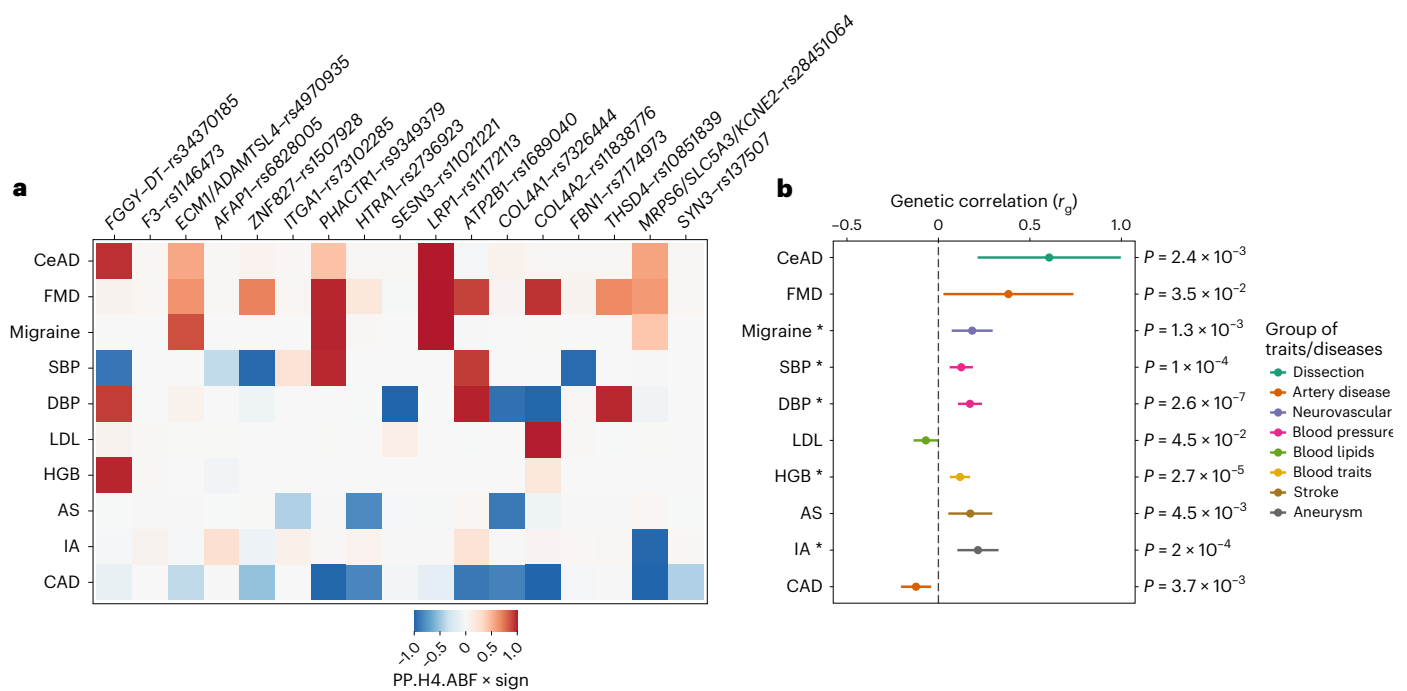 a
FGGY–DT–rs34370185
F3–rs1146473
ECM1/ADAMTSL4–rs4970935
AFAP1–rs6828005
ZNF827–rs1507928
ITGA1–rs73102285
PHACTR1–rs9349379
HTRA1–rs2736923
SESN3–rs11021221
LRP1–rs1172113
ATP2B1–rs1689040
COL4A1–rs7326444
COL4A2–rs11838776
FBN1–rs7174973
THSD4–rs10851839
MRPS6/SLC5A3/KCNE2–rs28451064
SYN3–rs137507
CeAD
FMD
Migraine
SBP
DBP
LDL
HGB
AS
IA
CAD
–1.0
–0.5
0
0.5
1.0
PP.H4.ABF × sign
b
Genetic correlation (rg)
–0.5 0 0.5 1.0
CeAD P = 2.4 × 10–3
FMD P = 3.5 × 10–2
Migraine * P = 1.3 × 10–3
SBP * P = 1 × 10–4
DBP * P = 2.6 × 10–7
LDL P = 4.5 × 10–2
HGB * P = 2.7 × 10–5
AS P = 4.5 × 10–3
IA * P = 2 × 10–4
CAD P = 3.7 × 10–3
Group of
traits/diseases
Dissection
Artery disease
Neurovascular
Blood pressure
Blood lipids
Blood traits
Stroke
Aneurysm